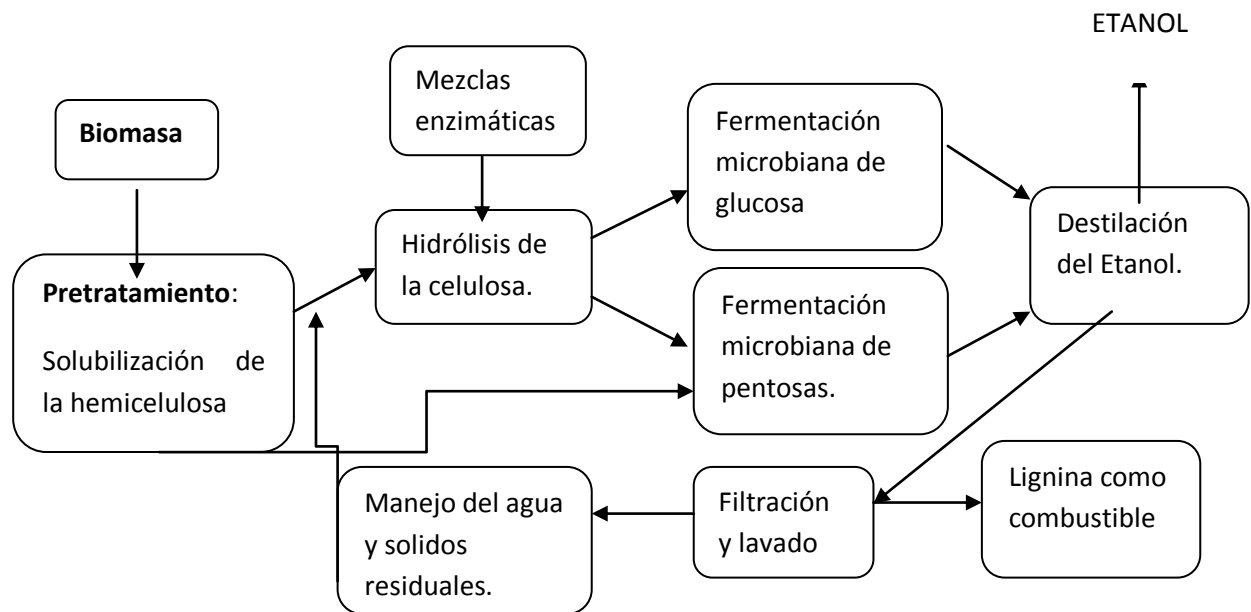 ETANOL
Mezclas
enzimáticas
Biomasa
Fermentación
microbiana de
glucosa
Hidrólisis de
la celulosa.
Destilación
del Etanol.
Pretratamiento:
Solubilización de
la hemicelulosa
Fermentación
microbiana de
pentosas.
Manejo del agua
y solidos
residuales.
Filtración
y lavado
Lignina como
combustible